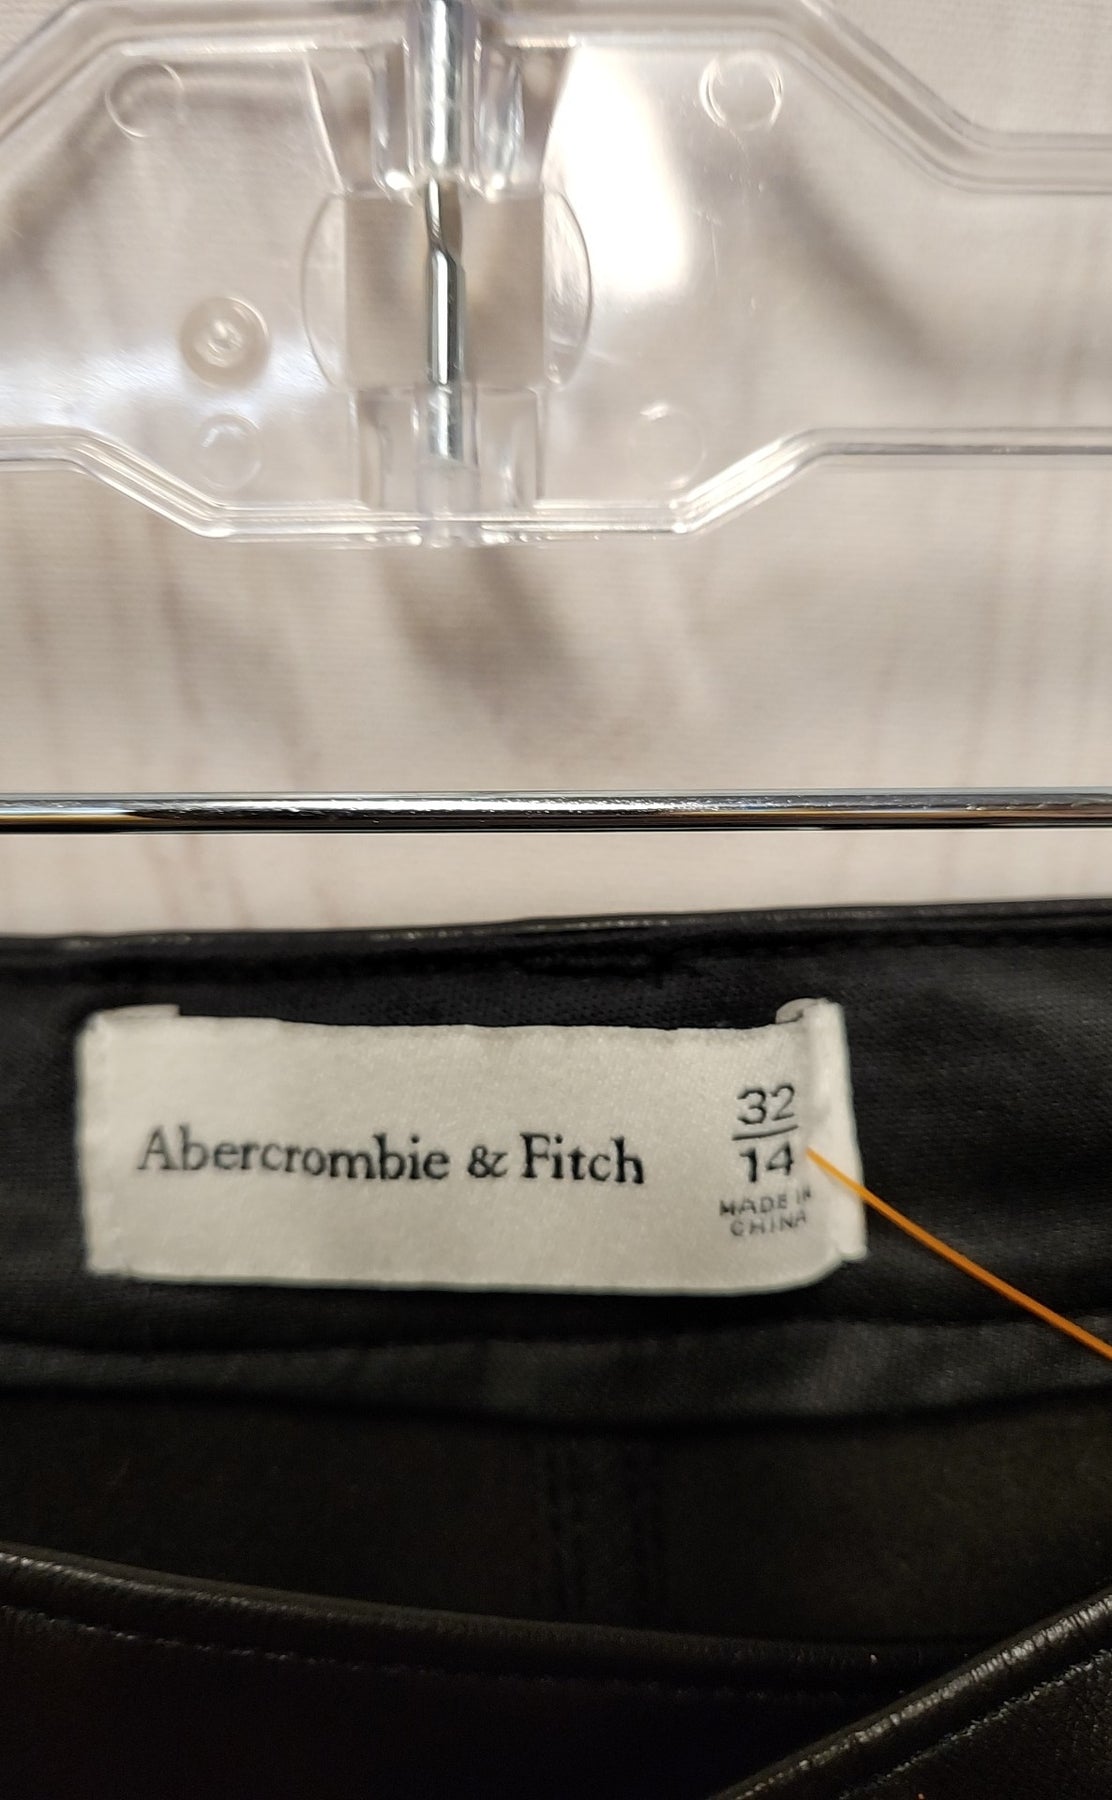 Abercrombie & Fitch
32
14
MADE IN
CHINA